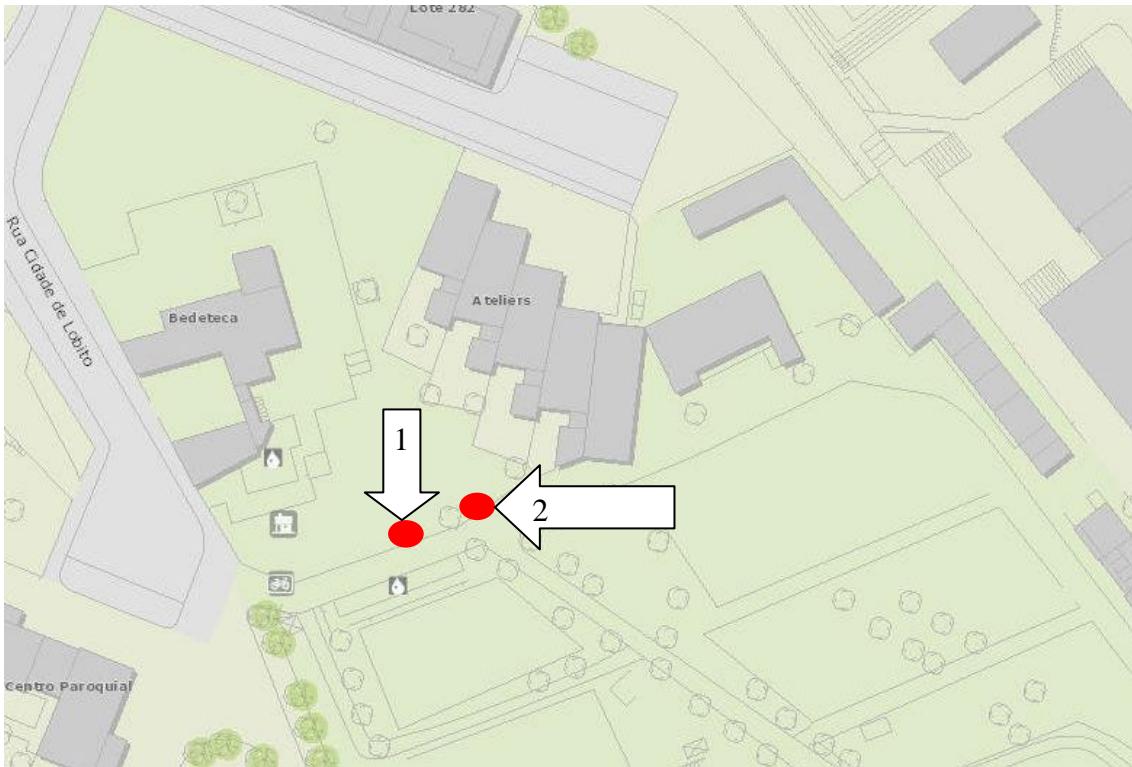 Lote 282
Rua Cidade de Lobito
Ateliers
Bedeteca
1
2
Centro Paroquial